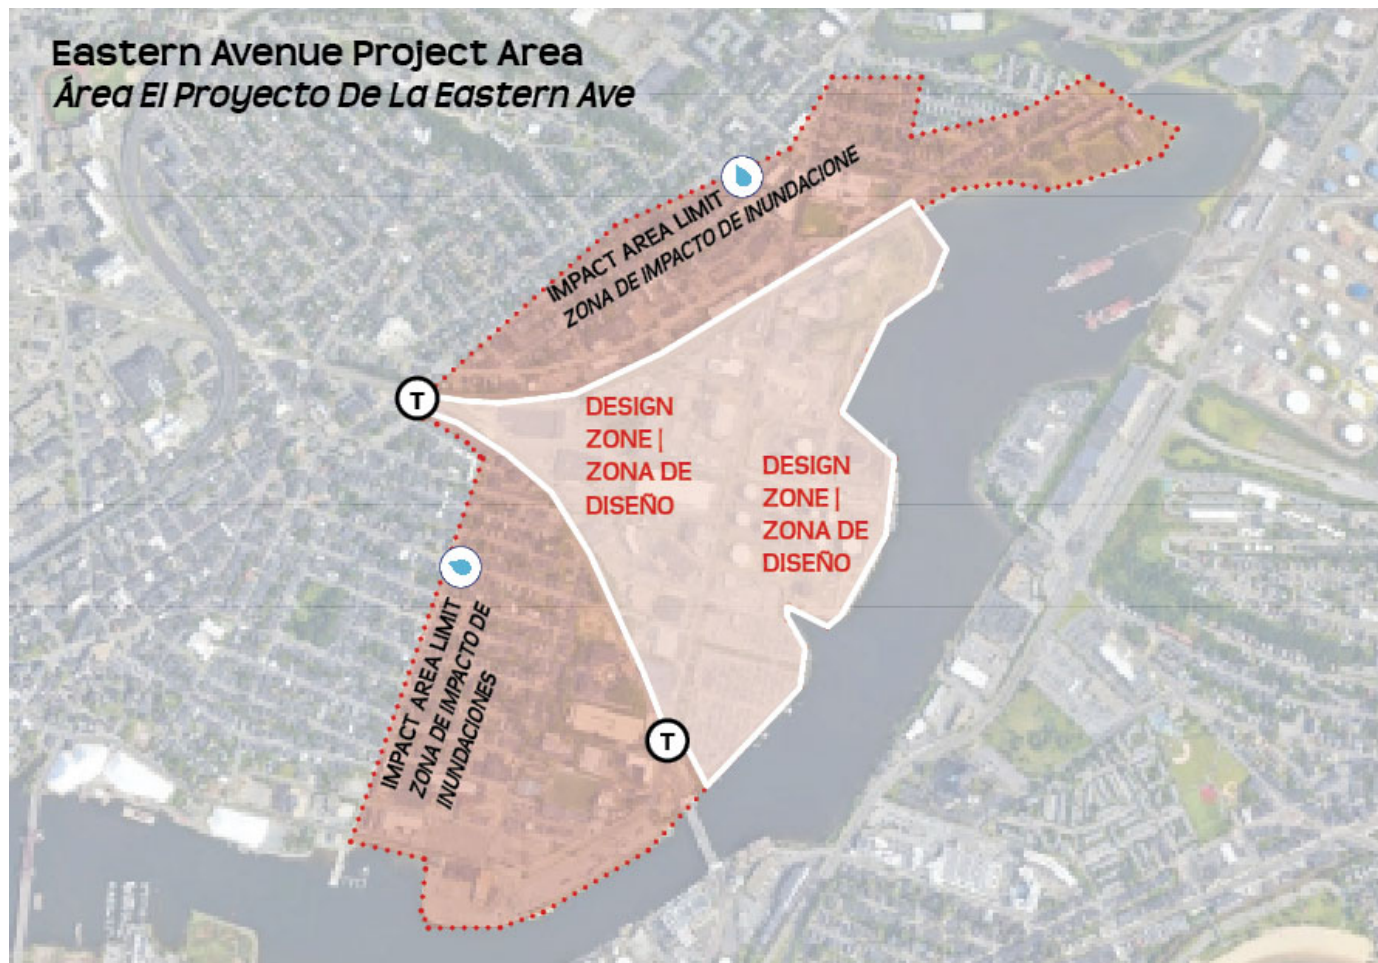 Eastern Avenue Project Area
Área El Proyecto De La Eastern Ave
IMPACT AREA LIMIT
ZONA DE IMPACTO DE INUNDACIONE
T
DESIGN
ZONE |
ZONA DE
DISEÑO
DESIGN
ZONE |
ZONA DE
DISEÑO
IMPACT AREA LIMIT
ZONA DE IMPACTO DE
INUNDACIONES
T